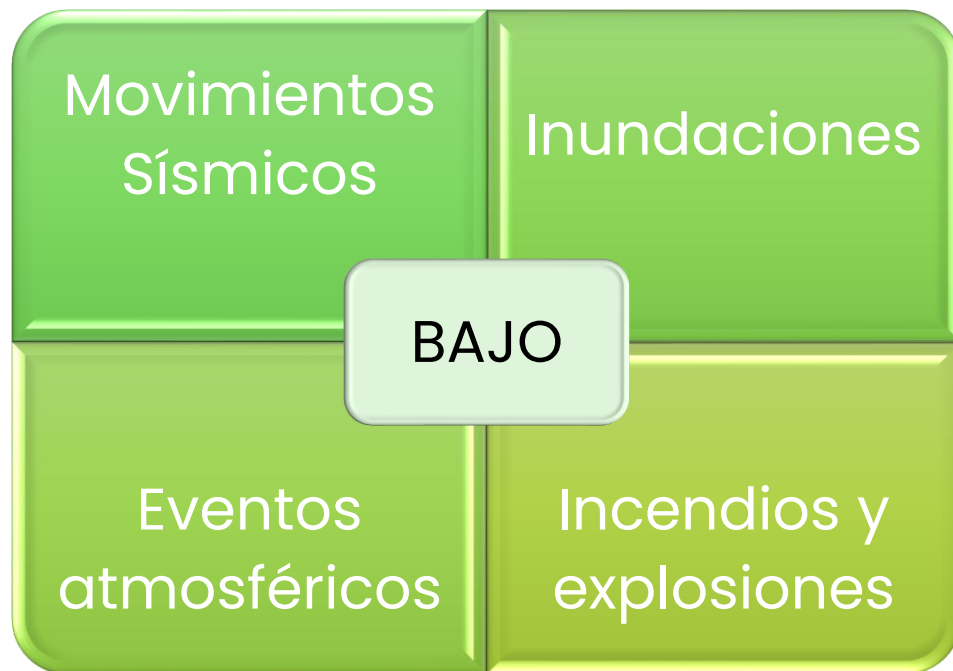 Movimientos
Sísmicos
Inundaciones
BAJO
Eventos
atmosféricos
Incendios y
explosiones